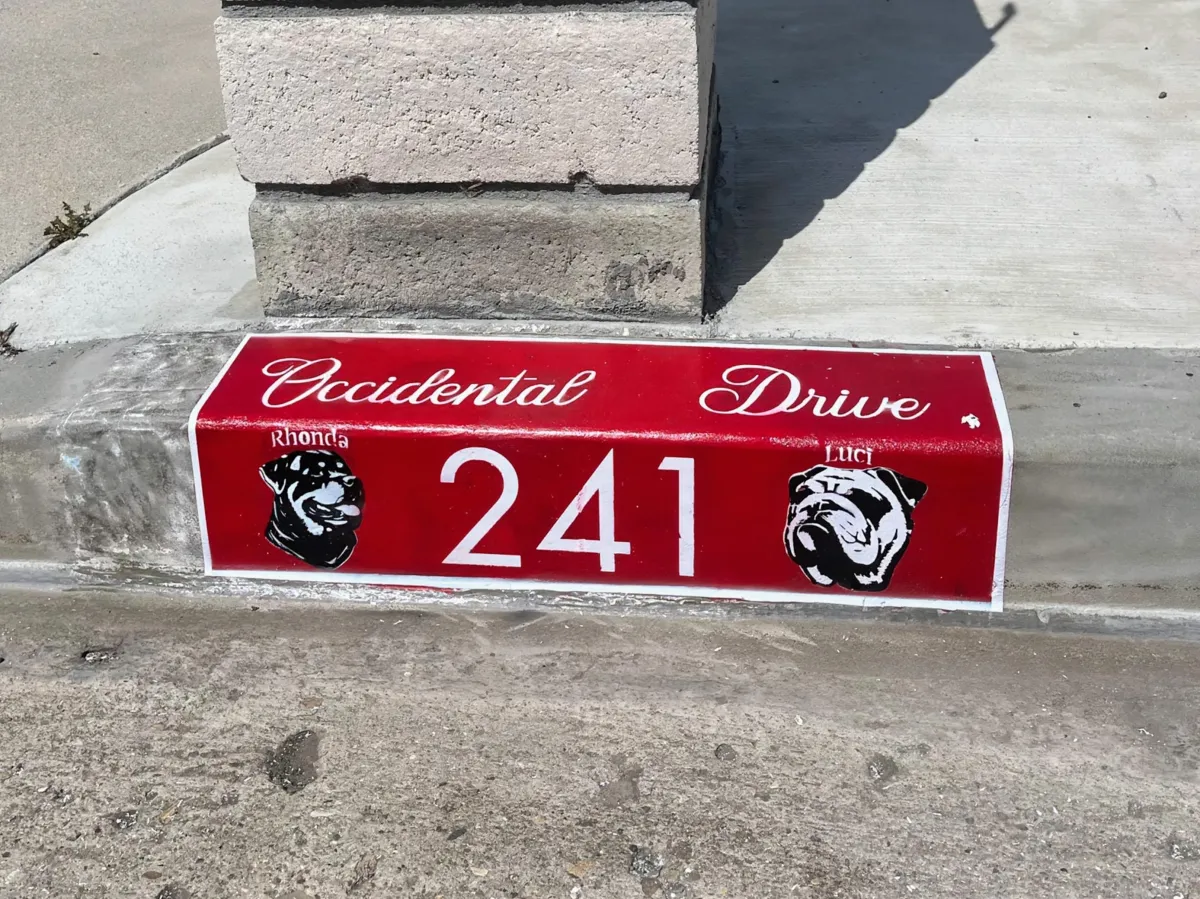 Occidental Drive
Rhonda
241
Luci